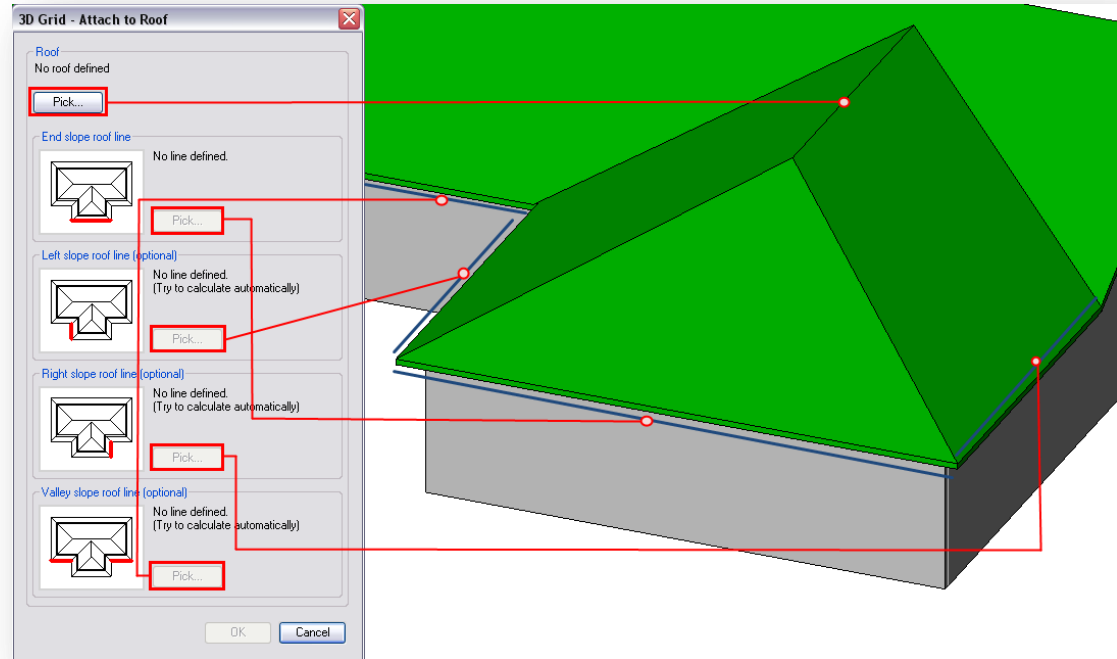 3D Grid - Attach to Roof
Roof
No roof defined
Pick...
End slope roof line
No line defined.
Pick...
Left slope roof line (optional)
No line defined.
(Try to calculate automatically)
Pick...
Right slope roof line (optional)
No line defined.
(Try to calculate automatically)
Pick...
Valley slope roof line (optional)
No line defined.
(Try to calculate automatically)
Pick...
OK
Cancel